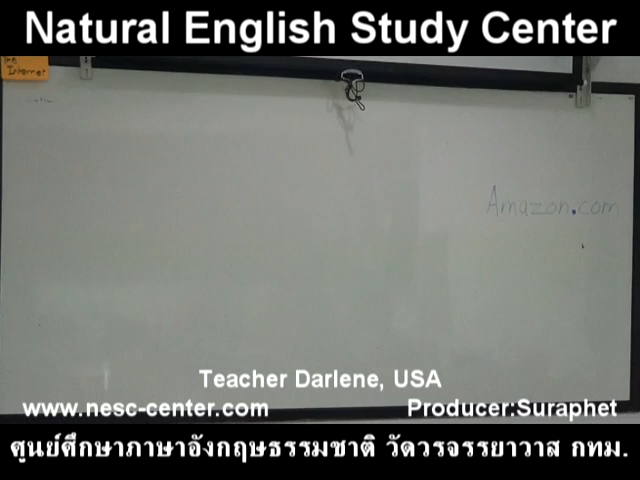 Natural English Study Center
The
Internet
Amazon.com
Teacher Darlene, USA
www.nesc-center.com
Producer:Suraphet
ศูนย์ศึกษาภาษาอังกฤษธรรมชาติ วัดวรจรรยาวาส กทม.